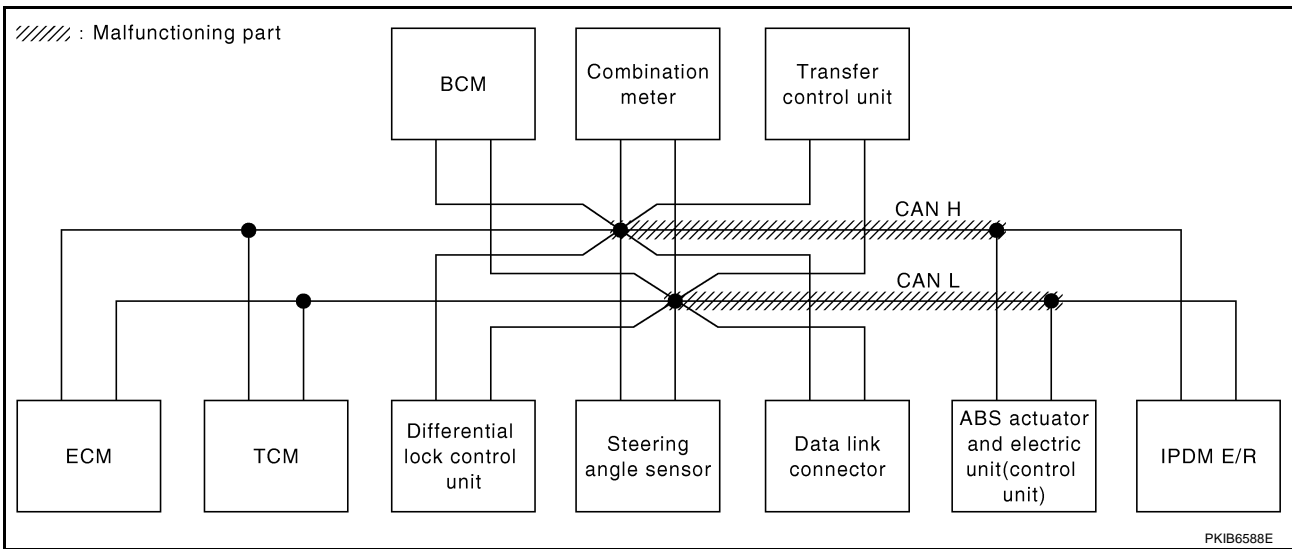 : Malfunctioning part
BCM
Combination
meter
Transfer
control unit
CAN H
CAN L
ECM
TCM
Differential
lock control
unit
Steering
angle sensor
Data link
connector
ABS actuator
and electric
unit(control
unit)
IPDM E/R
PKIB6588E